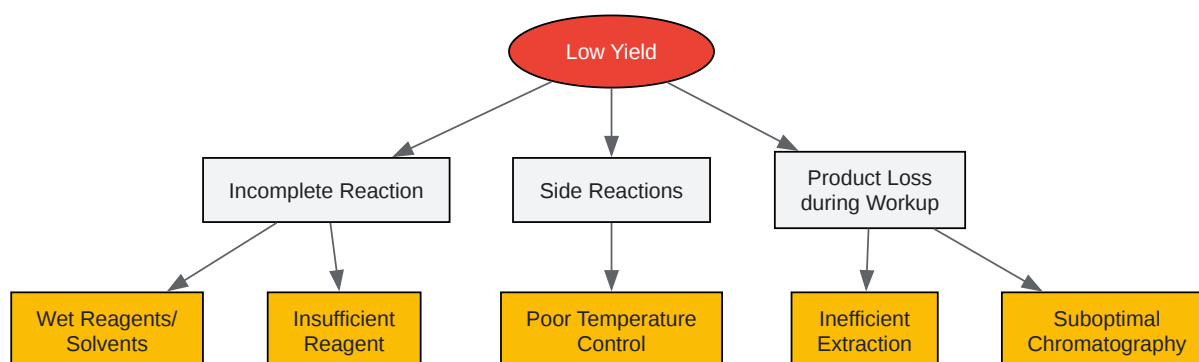 Low Yield
Incomplete Reaction
Side Reactions
Product Loss
during Workup
Wet Reagents/
Solvents
Insufficient
Reagent
Poor Temperature
Control
Inefficient
Extraction
Suboptimal
Chromatography